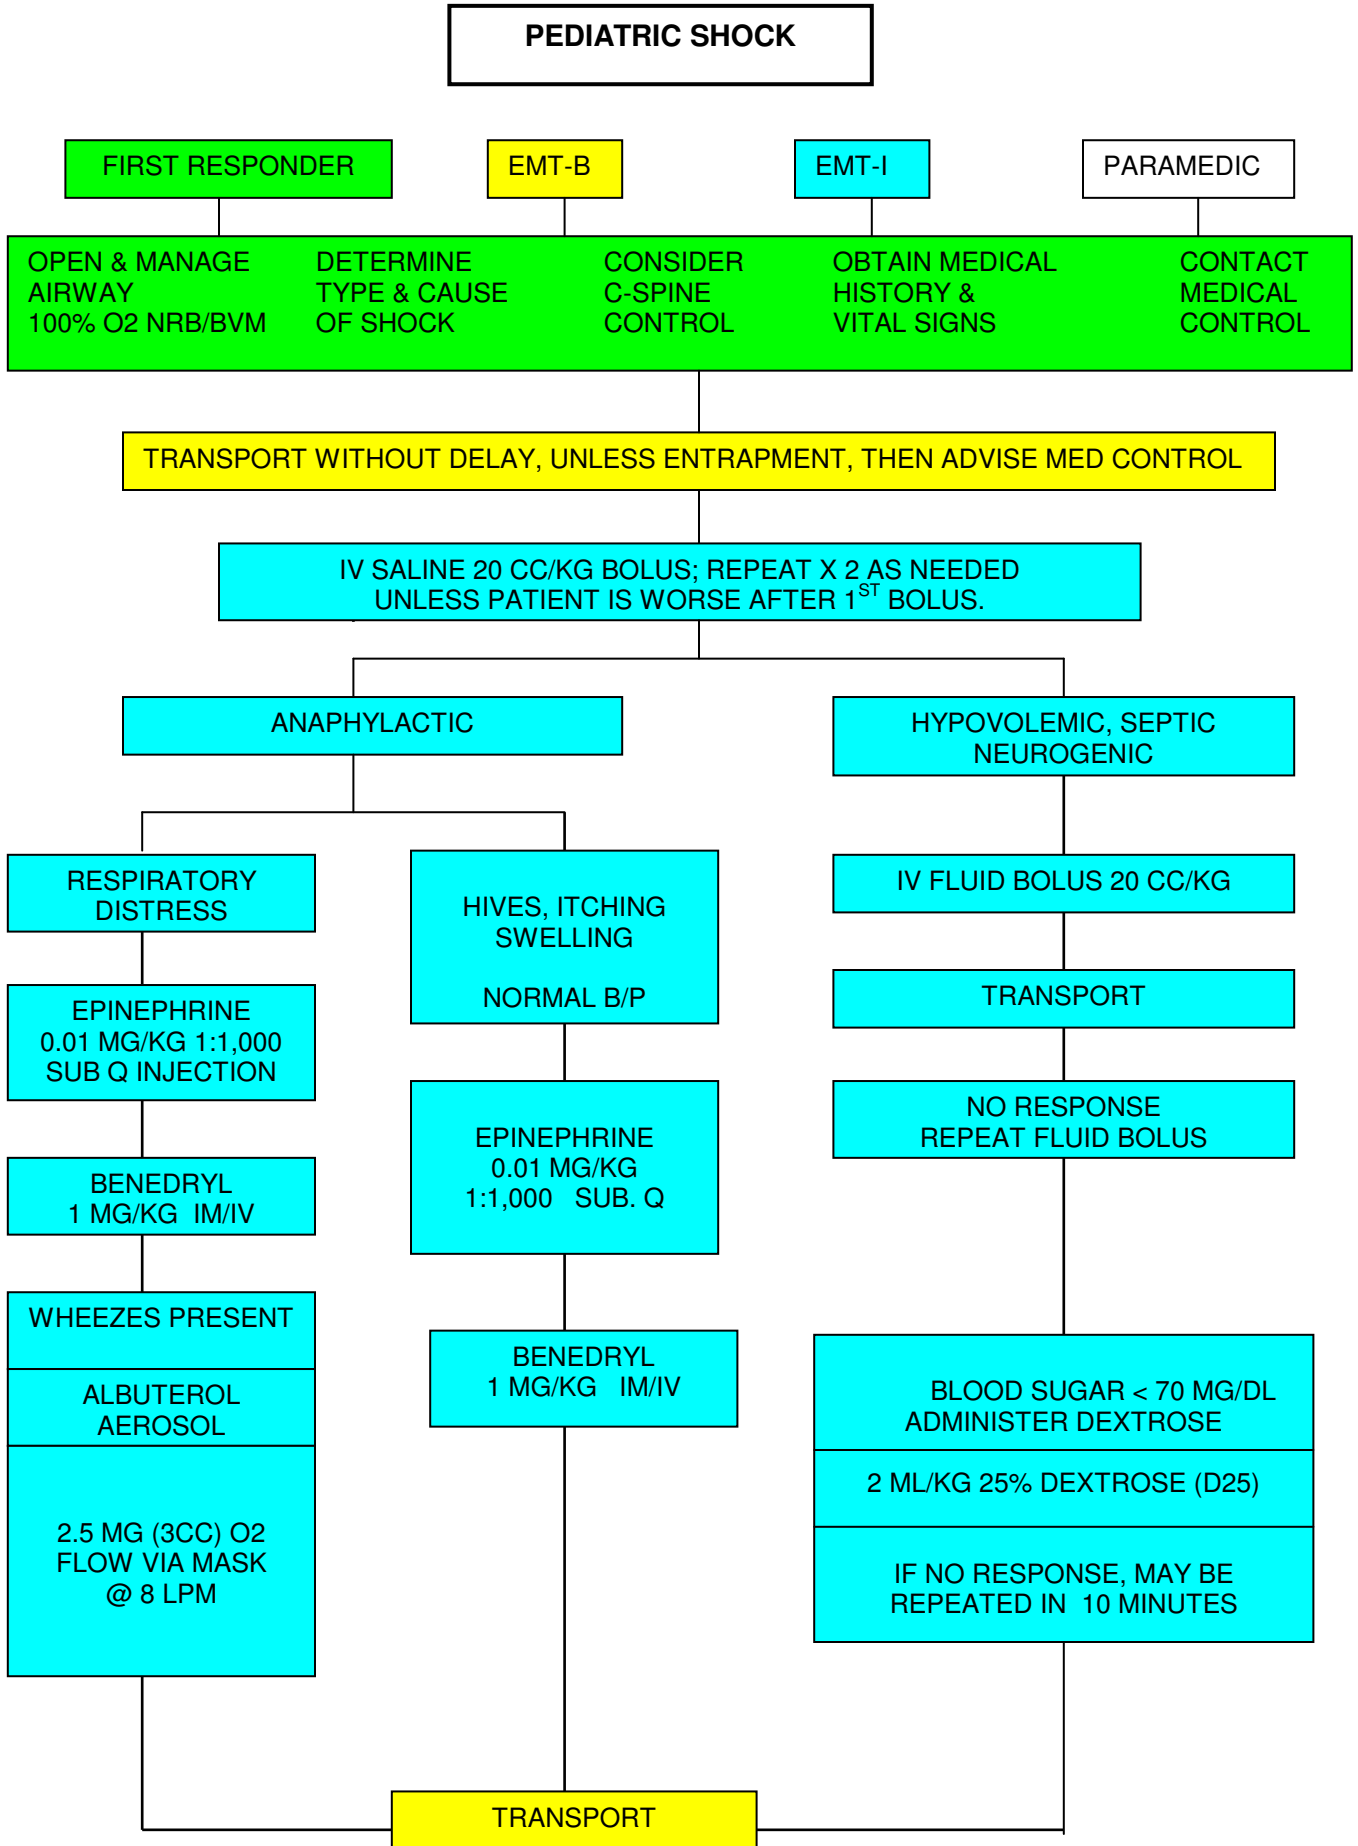 PEDIATRIC SHOCK
FIRST RESPONDER
EMT-B
EMT-I
PARAMEDIC
OPEN & MANAGE
AIRWAY
100% O2 NRB/BVM
DETERMINE
TYPE & CAUSE
OF SHOCK
CONSIDER
C-SPINE
CONTROL
OBTAIN MEDICAL
HISTORY &
VITAL SIGNS
CONTACT
MEDICAL
CONTROL
TRANSPORT WITHOUT DELAY, UNLESS ENTRAPMENT, THEN ADVISE MED CONTROL
IV SALINE 20 CC/KG BOLUS; REPEAT X 2 AS NEEDED
UNLESS PATIENT IS WORSE AFTER 1ST BOLUS.
ANAPHYLACTIC
RESPIRATORY
DISTRESS
EPINEPHRINE
0.01 MG/KG 1:1,000
SUB Q INJECTION
BENEDRYL
1 MG/KG IM/IV
WHEEZES PRESENT
ALBUTEROL
AEROSOL
2.5 MG (3CC) O2
FLOW VIA MASK
@ 8 LPM
HIVES, ITCHING
SWELLING
NORMAL B/P
EPINEPHRINE
0.01 MG/KG
1:1,000 SUB. Q
BENEDRYL
1 MG/KG IM/IV
HYPOVOLEMIC, SEPTIC
NEUROGENIC
IV FLUID BOLUS 20 CC/KG
TRANSPORT
NO RESPONSE
REPEAT FLUID BOLUS
BLOOD SUGAR < 70 MG/DL
ADMINISTER DEXTROSE
2 ML/KG 25% DEXTROSE (D25)
IF NO RESPONSE, MAY BE
REPEATED IN 10 MINUTES
TRANSPORT